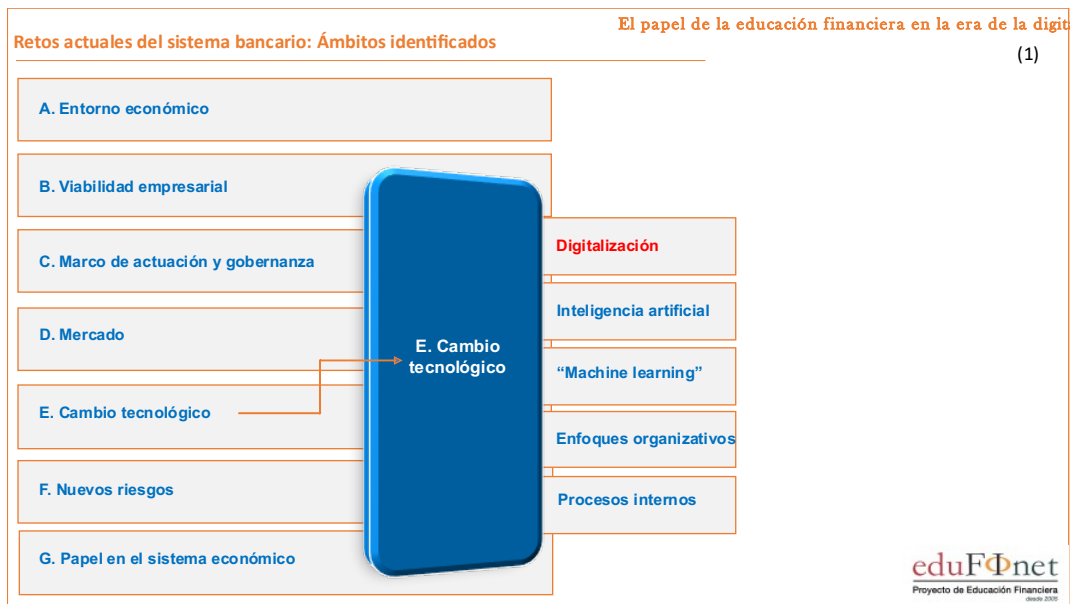 El papel de la educación financiera en la era de la digit
Retos actuales del sistema bancario: Ámbitos identificados
(1)
A. Entorno económico
B. Viabilidad empresarial
C. Marco de actuación y gobernanza
D. Mercado
E. Cambio tecnológico
F. Nuevos riesgos
G. Papel en el sistema económico
E. Cambio
tecnológico
Digitalización
Inteligencia artificial
“Machine learning”
Enfoques organizativos
Procesos internos
eduFinet
Proyecto de Educación Financiera
desde 2005